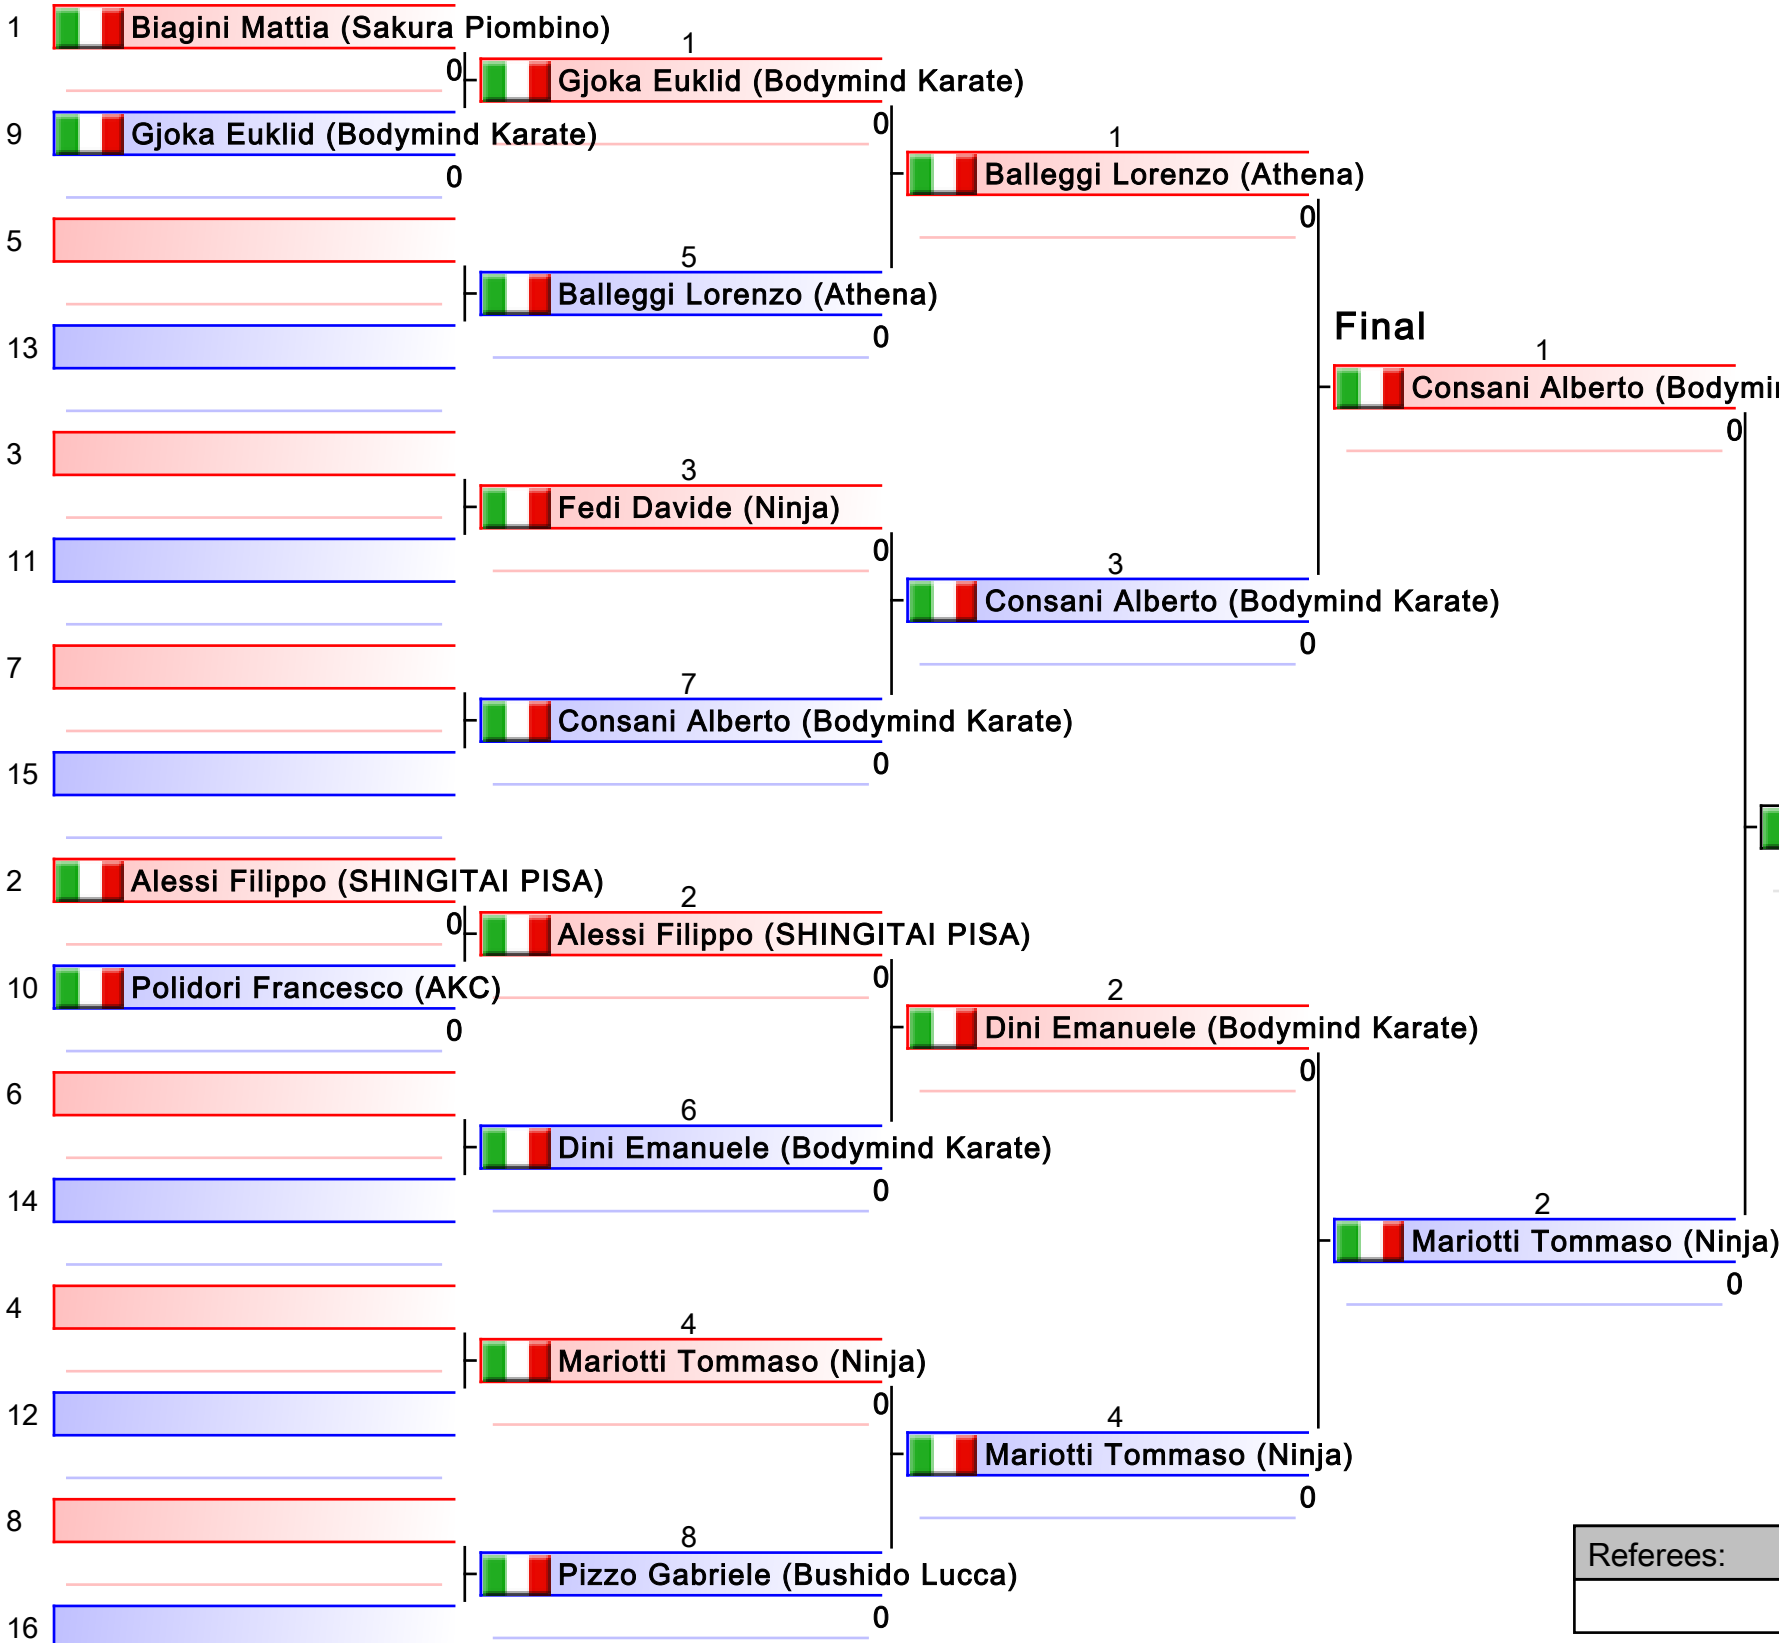 1 Biagini Mattia (Sakura Piombino)
0
9 Gjoka Euklid (Bodymind Karate)
0
5
13
3
11
7
15
2 Alessi Filippo (SHINGITAI PISA)
0
10 Polidori Francesco (AKC)
0
6
14
4
12
8
16
1
Gjoka Euklid (Bodymind Karate)
0
5
Balleggi Lorenzo (Athena)
0
3
Fedi Davide (Ninja)
0
7
Consani Alberto (Bodymind Karate)
0
2
Alessi Filippo (SHINGITAI PISA)
0
6
Dini Emanuele (Bodymind Karate)
0
4
Mariotti Tommaso (Ninja)
0
8
Pizzo Gabriele (Bushido Lucca)
0
1
Balleggi Lorenzo (Athena)
0
3
Consani Alberto (Bodymind Karate)
0
2
Dini Emanuele (Bodymind Karate)
0
4
Mariotti Tommaso (Ninja)
0
Final
1
Consani Alberto (Bodymi
0
2
Mariotti Tommaso (Ninja)
0
Referees: